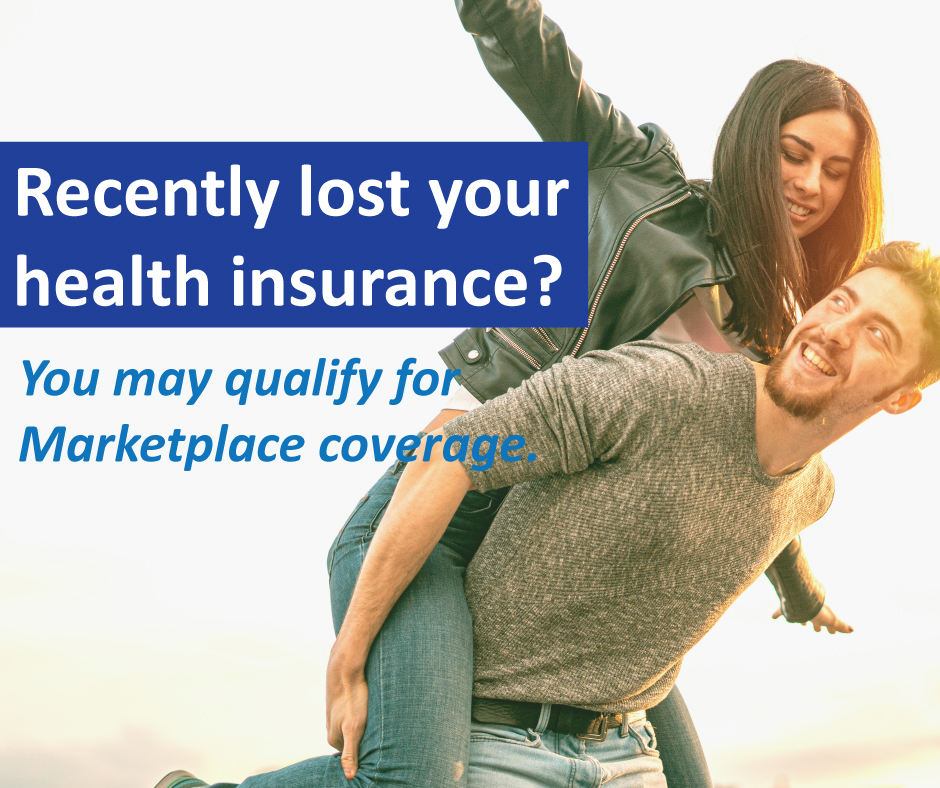 Recently lost your
health insurance?
You may qualify for
Marketplace coverage.